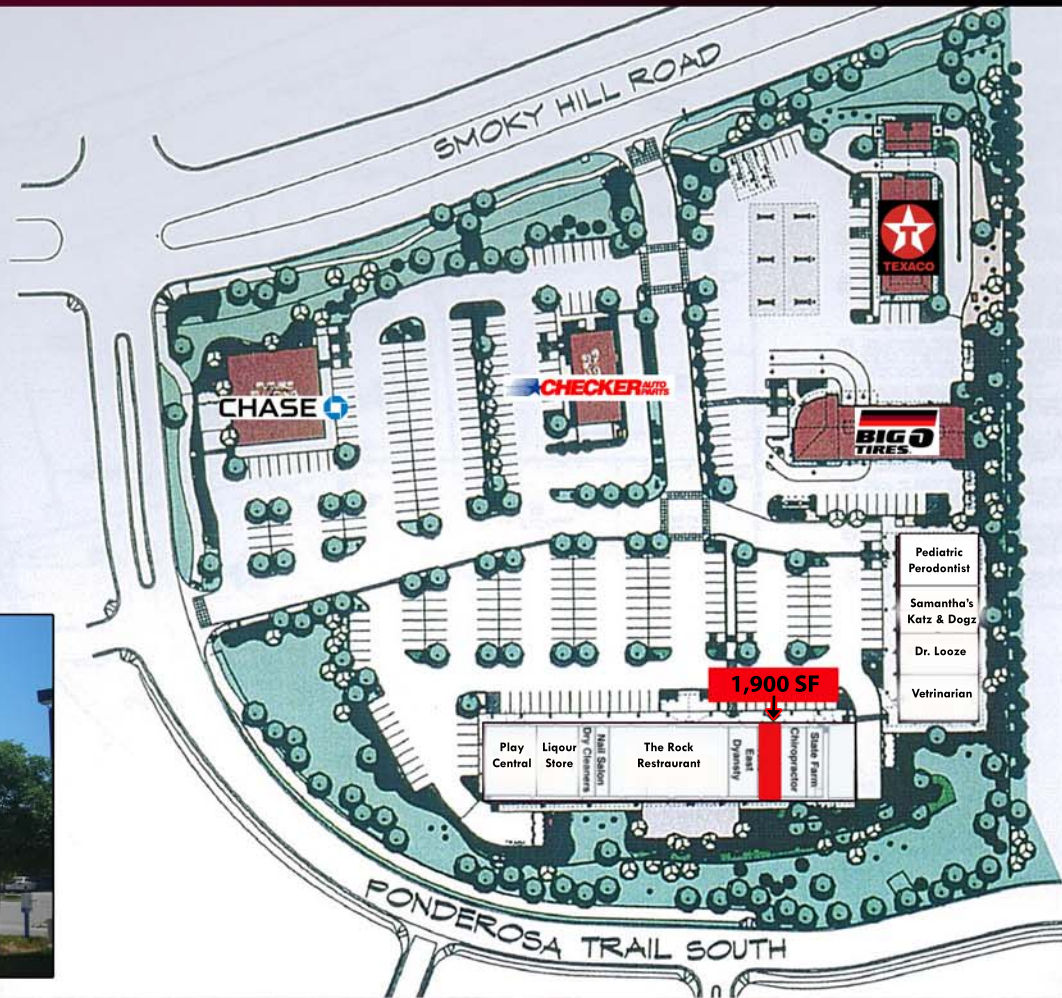 SMOKY HILL ROAD
TEXACO
CHASE
CHECKER AUTO PARTS
BIG O
TIRES
Pediatric
Perodontist
Samantha's
Katz & Dogz
Dr. Looze
Vetrinarian
1,900 SF
Play
Central
Liqour
Store
Dry Cleaners
Nail Salon
The Rock
Restraurant
Dyansty
East
Chiropractor
State Farm
PONDEROSA TRAIL SOUTH